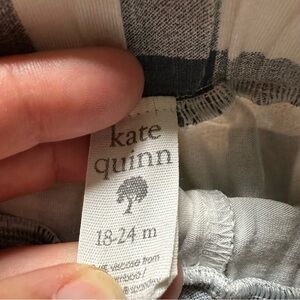 kate
quinn
18-24 m
viscose from